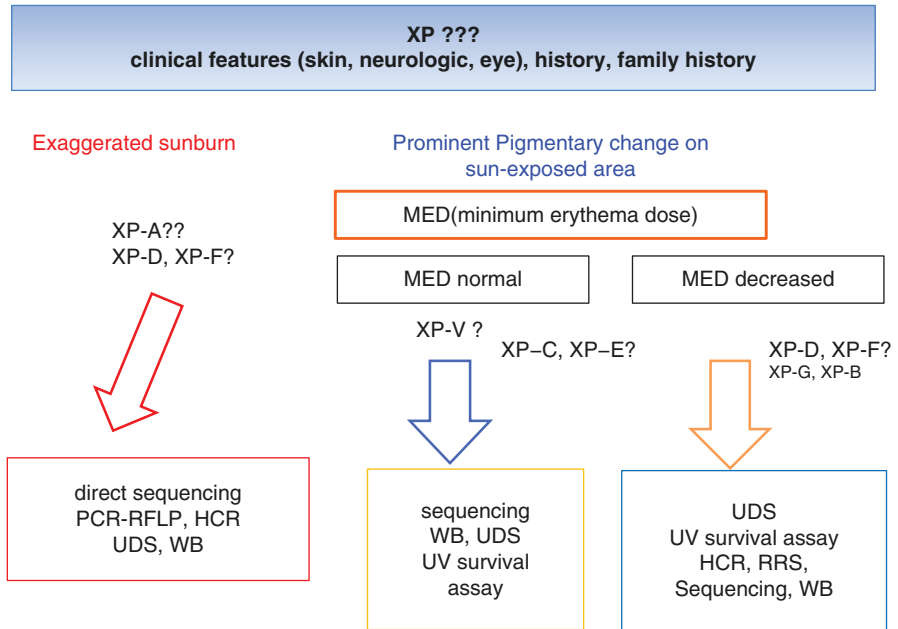 XP ???
clinical features (skin, neurologic, eye), history, family history
Exaggerated sunburn
Prominent Pigmentary change on
sun-exposed area
MED(minimum erythema dose)
XP-A??
XP-D, XP-F?
MED normal
MED decreased
XP-V ?
XP–C, XP–E?
XP-D, XP-F?
XP-G, XP-B
direct sequencing
PCR-RFLP, HCR
UDS, WB
sequencing
WB, UDS
UV survival
assay
UDS
UV survival assay
HCR, RRS,
Sequencing, WB